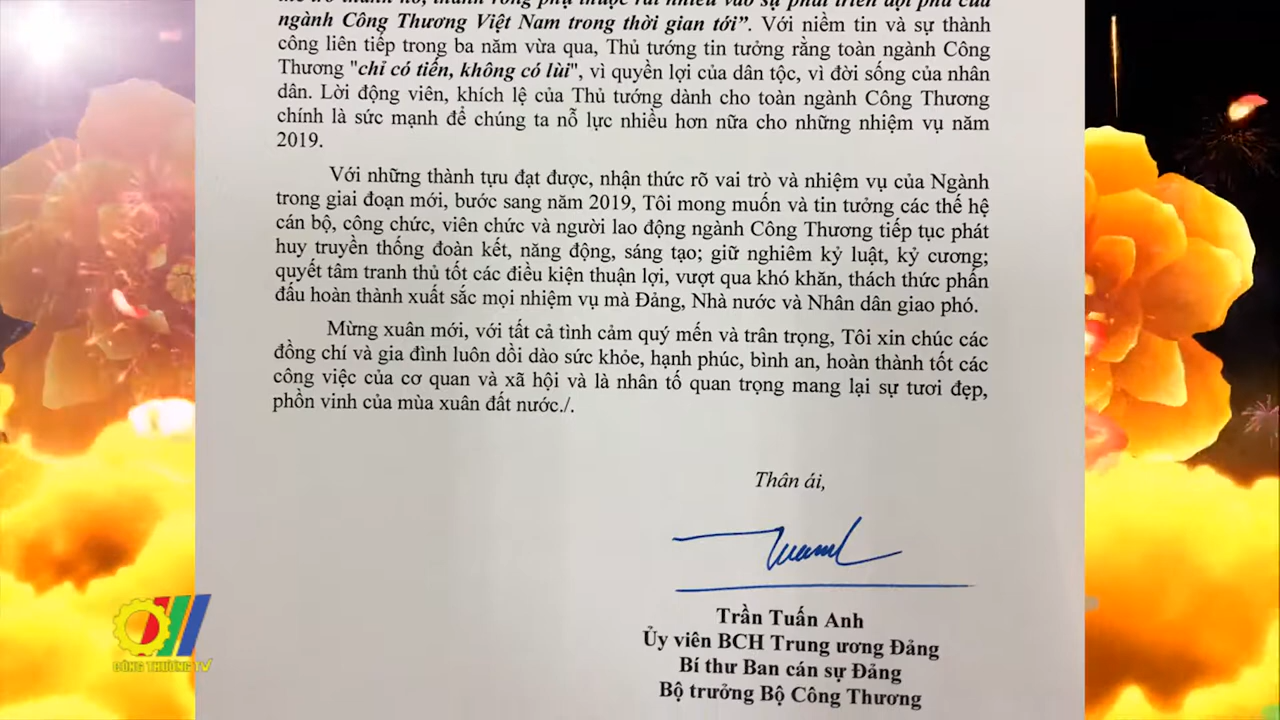 ngành Công Thương Việt Nam trong thời gian tới”. Với niềm tin và sự thành
công liên tiếp trong ba năm vừa qua, Thủ tướng tin tưởng rằng toàn ngành Công
Thương "chỉ có tiến, không có lùi", vì quyền lợi của dân tộc, vì đời sống của nhân
dân. Lời động viên, khích lệ của Thủ tướng dành cho toàn ngành Công Thương
chính là sức mạnh để chúng ta nỗ lực nhiều hơn nữa cho những nhiệm vụ năm
2019.
Với những thành tựu đạt được, nhận thức rõ vai trò và nhiệm vụ của Ngành
trong giai đoạn mới, bước sang năm 2019, Tôi mong muốn và tin tưởng các thế hệ
cán bộ, công chức, viên chức và người lao động ngành Công Thương tiếp tục phát
huy truyền thống đoàn kết, năng động, sáng tạo; giữ nghiêm kỷ luật, kỷ cương;
quyết tâm tranh thủ tốt các điều kiện thuận lợi, vượt qua khó khăn, thách thức phấn
đấu hoàn thành xuất sắc mọi nhiệm vụ mà Đảng, Nhà nước và Nhân dân giao phó.
Mừng xuân mới, với tất cả tình cảm quý mến và trân trọng, Tôi xin chúc các
đồng chí và gia đình luôn dồi dào sức khỏe, hạnh phúc, bình an, hoàn thành tốt các
công việc của cơ quan và xã hội và là nhân tố quan trọng mang lại sự tươi đẹp,
phồn vinh của mùa xuân đất nước./.
Thân ái,
Trần Tuấn Anh
Ủy viên BCH Trung ương Đảng
Bí thư Ban cán sự Đảng
Bộ trưởng Bộ Công Thương
CÔNG THƯƠNG TV